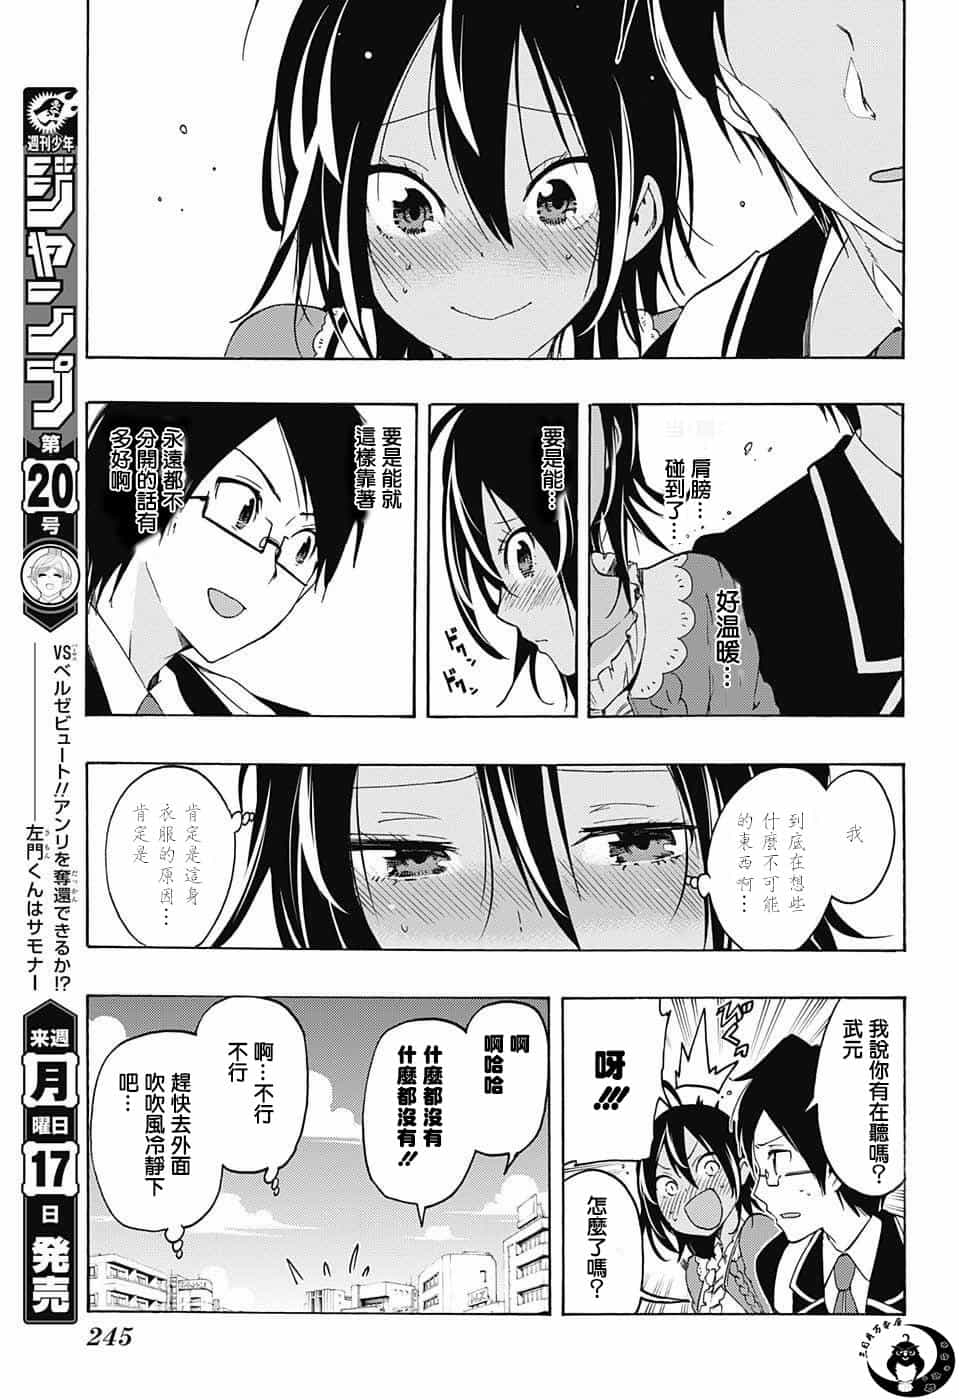 肩膀…
碰到了…
好溫暖…
要是能…
ドクン
ドクン
要是能就
這樣靠著
永遠都不
分開的話有
多好啊
我
到底在想些
什麼不可能
的東西啊…
肯定是這身
衣服的原因…
肯定是
我說你有在聽嗎？
武元
びくっ
呀!!!
怎麼了嗎？
啊
啊哈哈
什麼都沒有
什麼都沒有!!
啊…不行
不行
趕快去外面
吹吹風冷靜下
吧…
週刊少年
ジャンプ
第
20
号
VSベルゼビュート!!アンリを奪還できるか!?
左門くんはサモナー
来週
月
曜日
17
日
発売
245